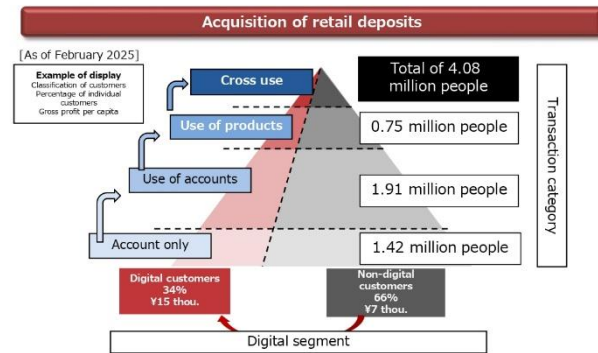 Acquisition of retail deposits
[As of February 2025]
Example of display
Classification of customers
Percentage of individual
customers
Gross profit per capita
Cross use
Total of 4.08
million people
Use of products
0.75 million people
Use of accounts
1.91 million people
Account only
1.42 million people
Transaction category
Digital customers
34%
¥15 thou.
Non-digital
customers
66%
¥7 thou.
Digital segment